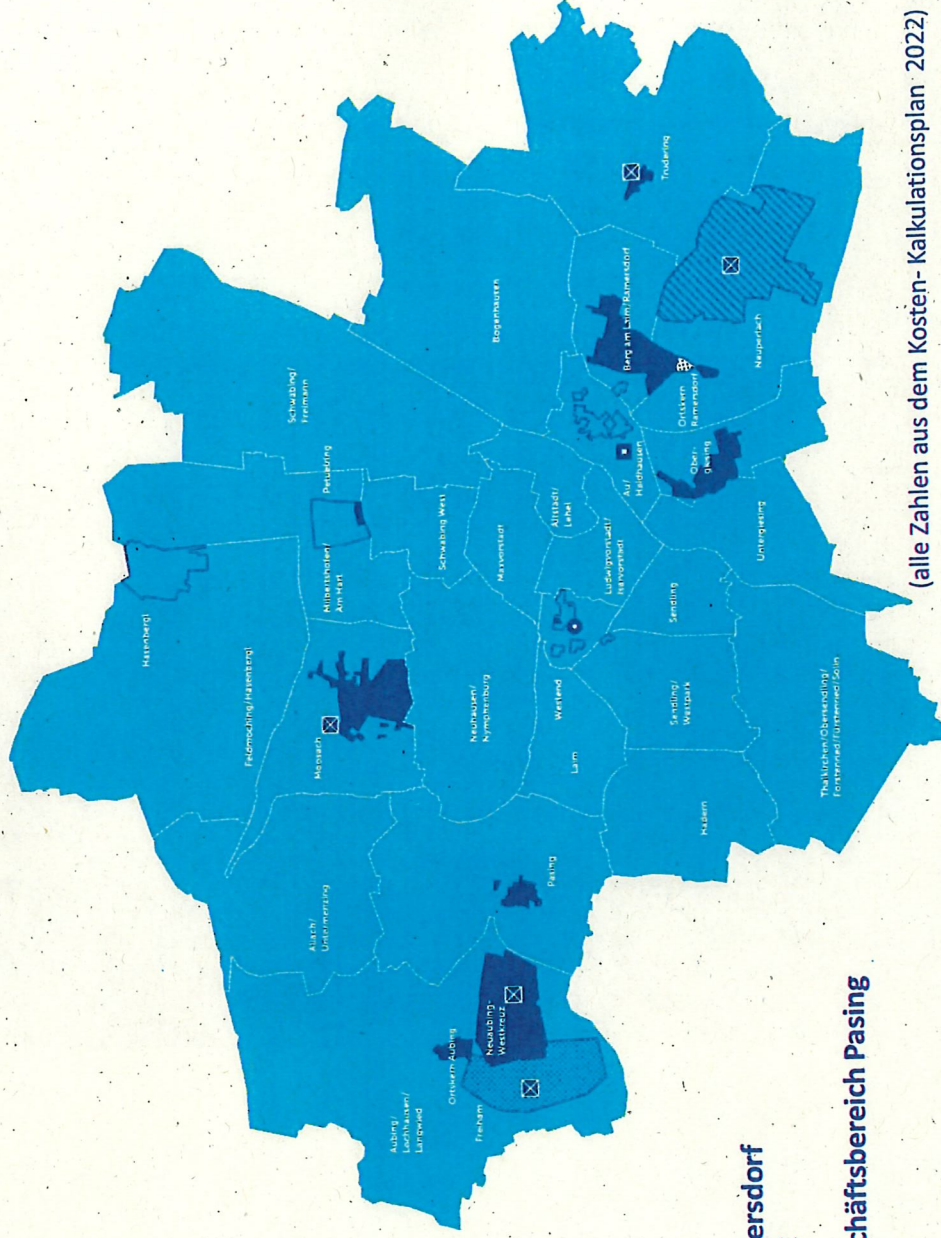 Hasenbergl
Feldmoching/Hasenbergl
Schwabing/
Freimann
Allach/
Untermenzing
Moosach
Petuelring
Milbertshofen/
Am Hart
Aubing/
Lochhausen/
Langwied
Schwabing West
Ortskern Aubing
Freiham
Neuhausen/
Nymphenburg
Neuaubing-
Westkreuz
Bogenhausen
Maxvorstadt
Pasing
Altstadt/
Lehel
Westend
Laim
Ludwigvorstadt/
Isarvorstadt
Au/
Haidhausen
Berg am Laim/Ramersdorf
Trudering
Sendling
Sendling/
Westpark
Hadern
Ober-
giesing
Ortskern
Ramersdorf
Untergiesing
Neuperlach
Thalkirchen/Obersendling/
Forstenried/Fürstenried/Solln
ersdorf
chäftsbereich Pasing
(alle Zahlen aus dem Kosten- Kalkulationsplan 2022)